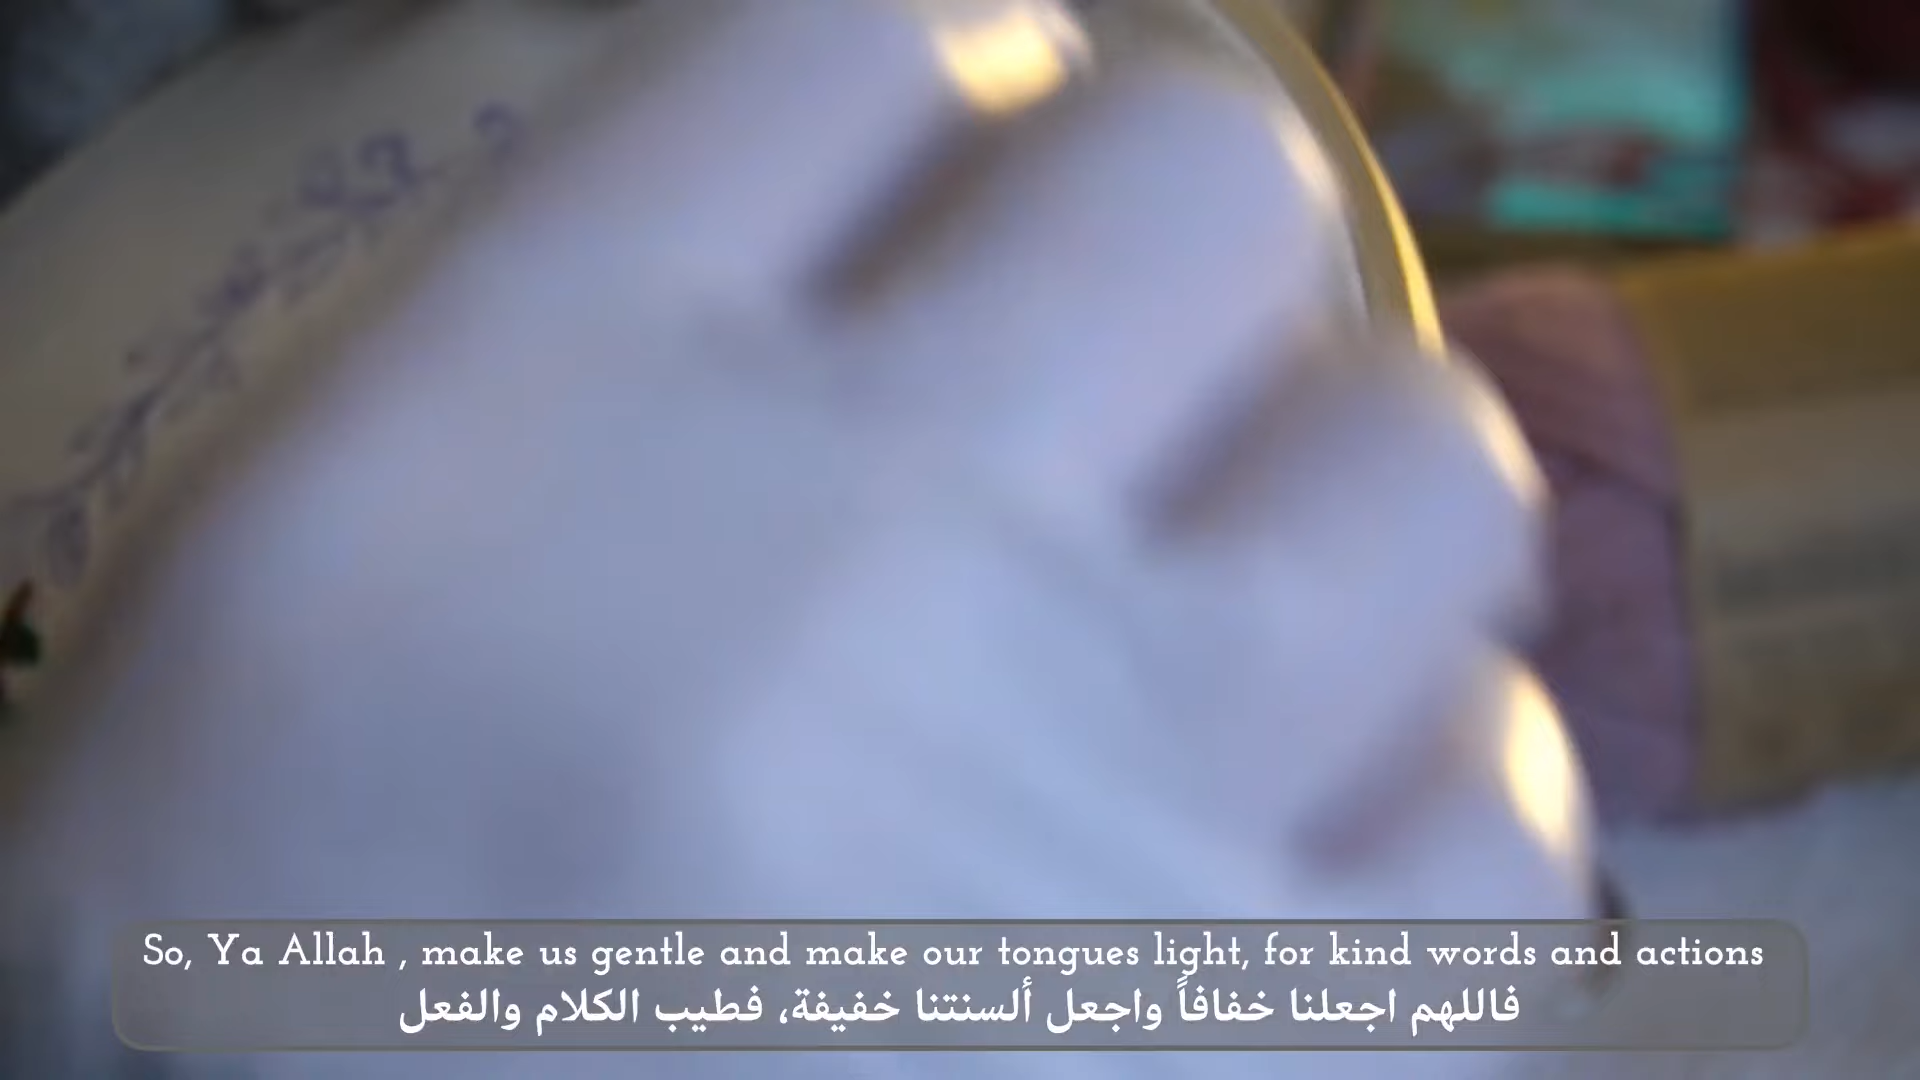 So, Ya Allah , make us gentle and make our tongues light, for kind words and actions
فاللهم اجعلنا خفافاً واجعل ألسنتنا خفيفة، فطيب الكلام والفعل